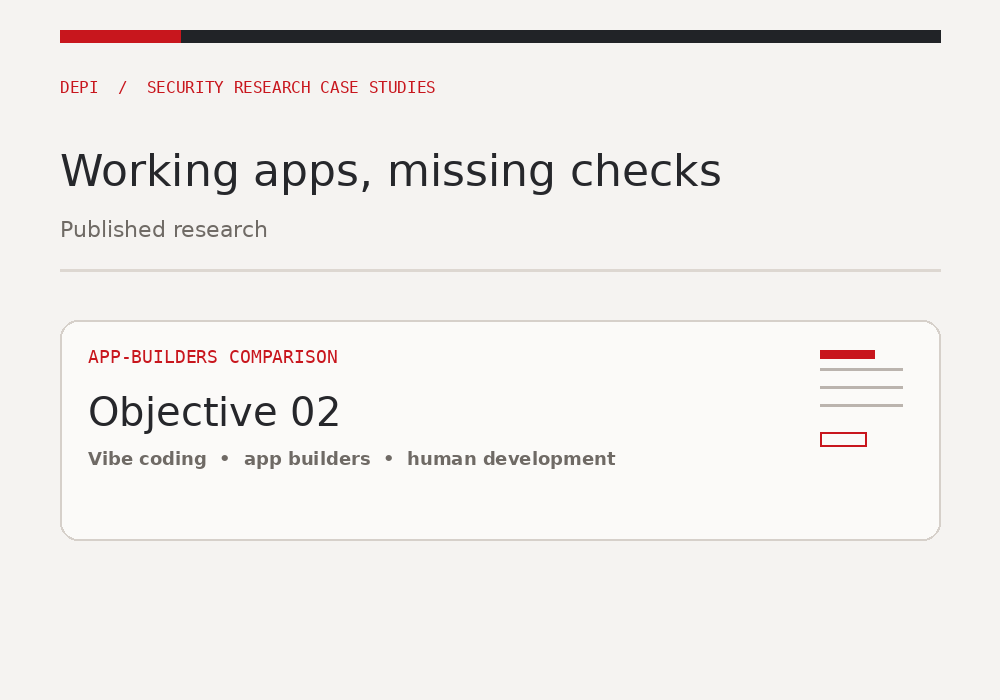 DEPI / SECURITY RESEARCH CASE STUDIES
Working apps, missing checks
Published research
APP-BUILDERS COMPARISON
Objective 02
Vibe coding • app builders • human development